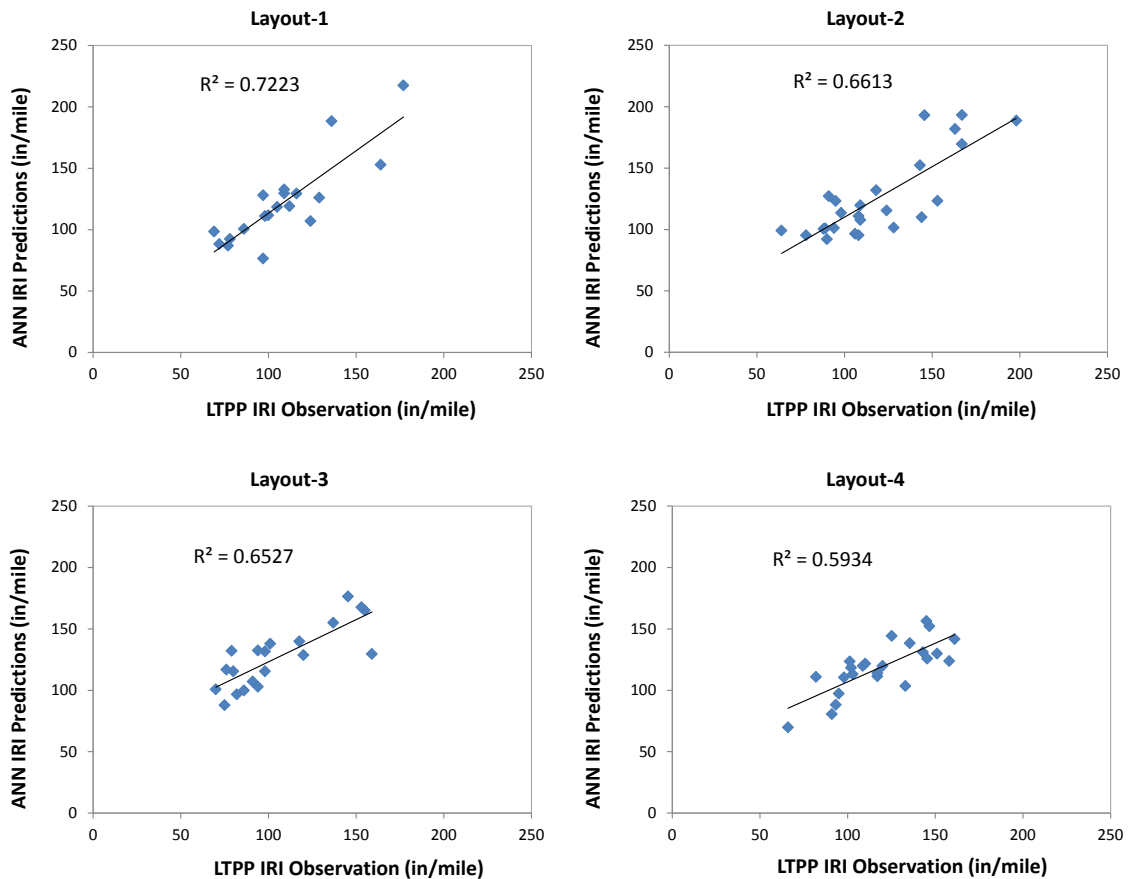 Layout-1
R² = 0.7223
ANN IRI Predictions (in/mile)
250
200
150
100
50
0
0 50 100 150 200 250
LTPP IRI Observation (in/mile)
Layout-2
R² = 0.6613
ANN IRI Predictions (in/mile)
250
200
150
100
50
0
0 50 100 150 200 250
LTPP IRI Observation (in/mile)
Layout-3
R² = 0.6527
ANN IRI Predictions (in/mile)
250
200
150
100
50
0
0 50 100 150 200 250
LTPP IRI Observation (in/mile)
Layout-4
R² = 0.5934
ANN IRI Predictions (in/mile)
250
200
150
100
50
0
0 50 100 150 200 250
LTPP IRI Observation (in/mile)